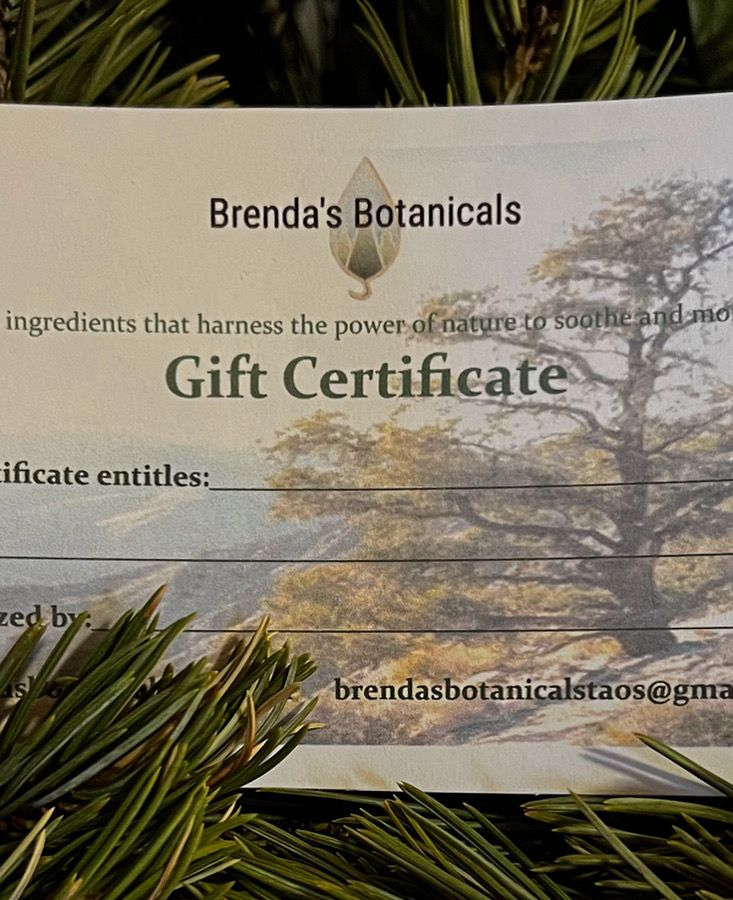 Brenda's Botanicals
ingredients that harness the power of nature to soothe and mo
Gift Certificate
ificate entitles:
zed by:
brendasbotanicalstaos@gma